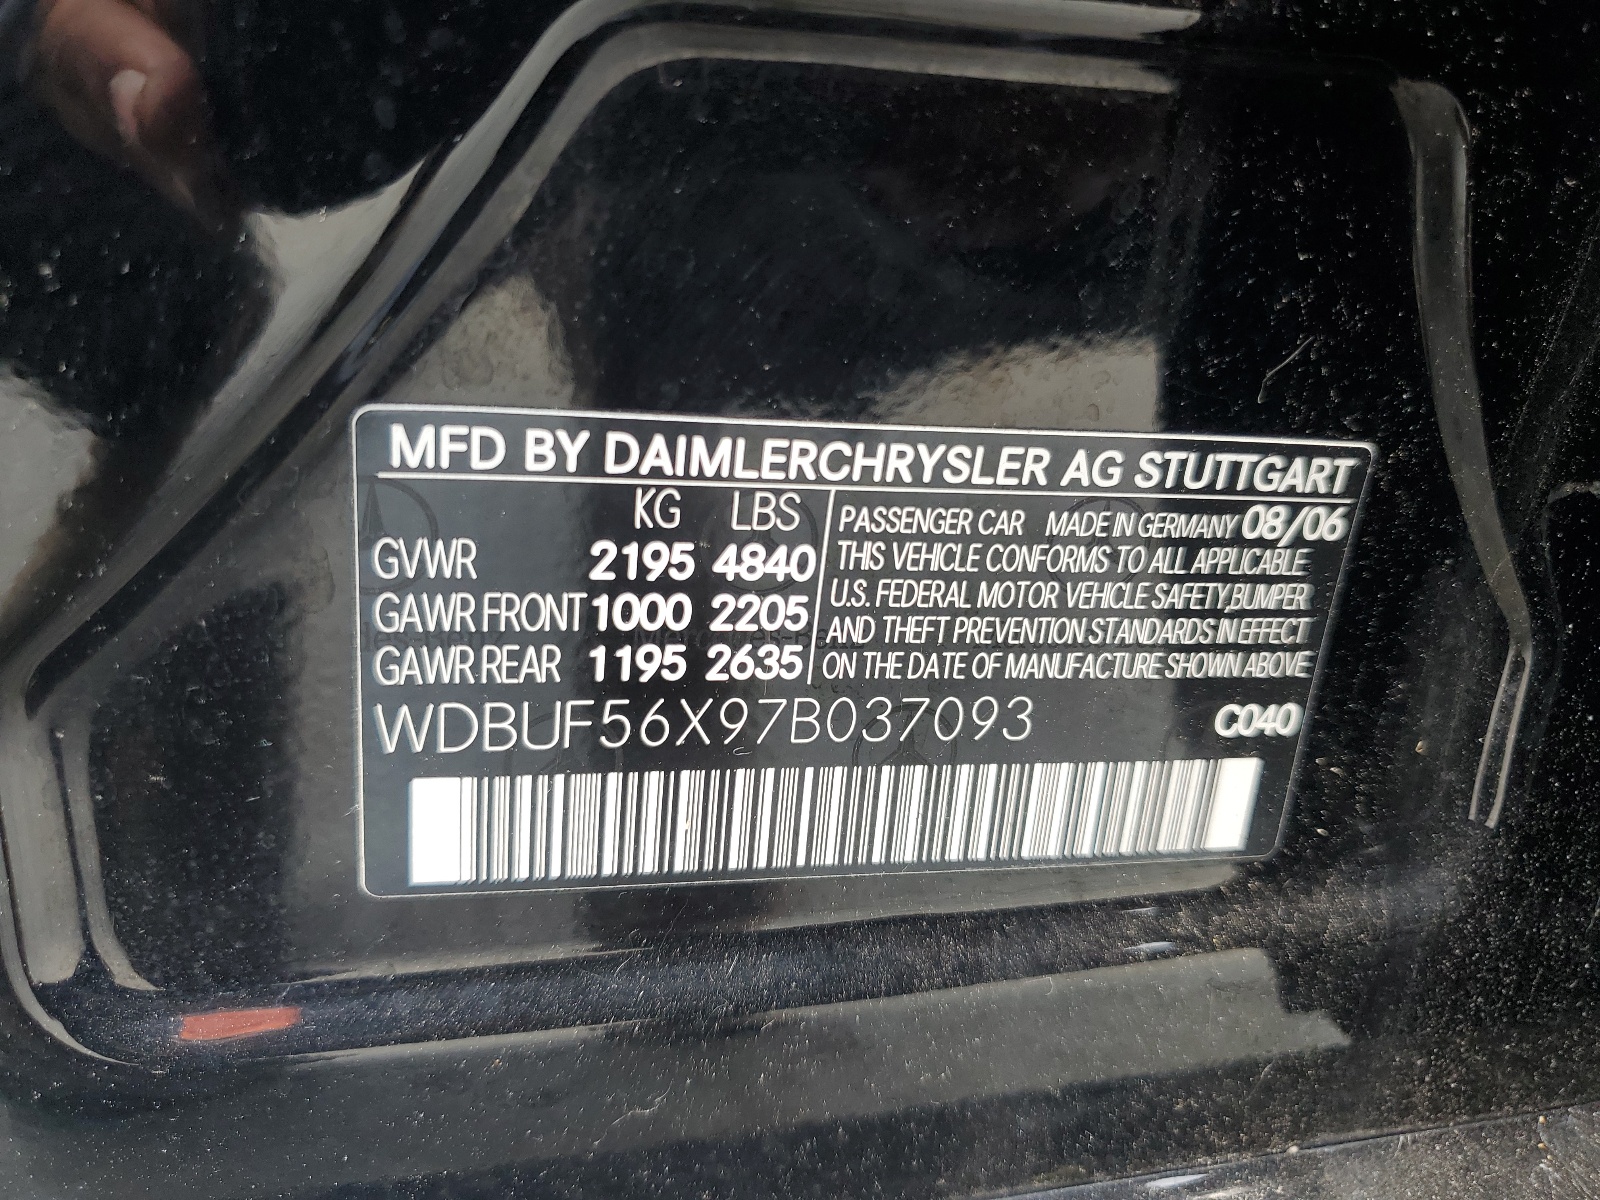 MFD BY DAIMLERCHRYSLER AG STUTTGART
KG LBS
GVWR 2195 4840
GAWR FRONT 1000 2205
GAWR REAR 1195 2635
PASSENGER CAR MADE IN GERMANY 08/06
THIS VEHICLE CONFORMS TO ALL APPLICABLE
U.S. FEDERAL MOTOR VEHICLE SAFETY, BUMPER
AND THEFT PREVENTION STANDARDS IN EFFECT
ON THE DATE OF MANUFACTURE SHOWN ABOVE
WDBUF56X97B037093 C040